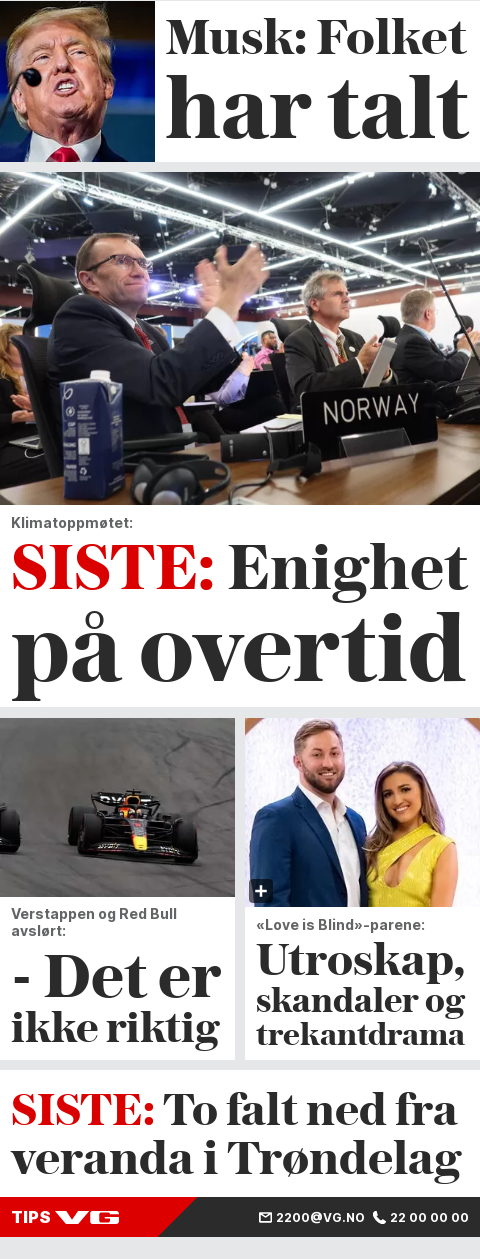 Musk: Folket
har talt
NORWAY
Klimatoppmøtet:
SISTE: Enighet
på overtid
Verstappen og Red Bull
avslørt:
- Det er
ikke riktig
«Love is Blind»-parene:
Utroskap,
skandaler og
trekantdrama
SISTE: To falt ned fra
veranda i Trøndelag
TIPS VG
2200@VG.NO 22 00 00 00